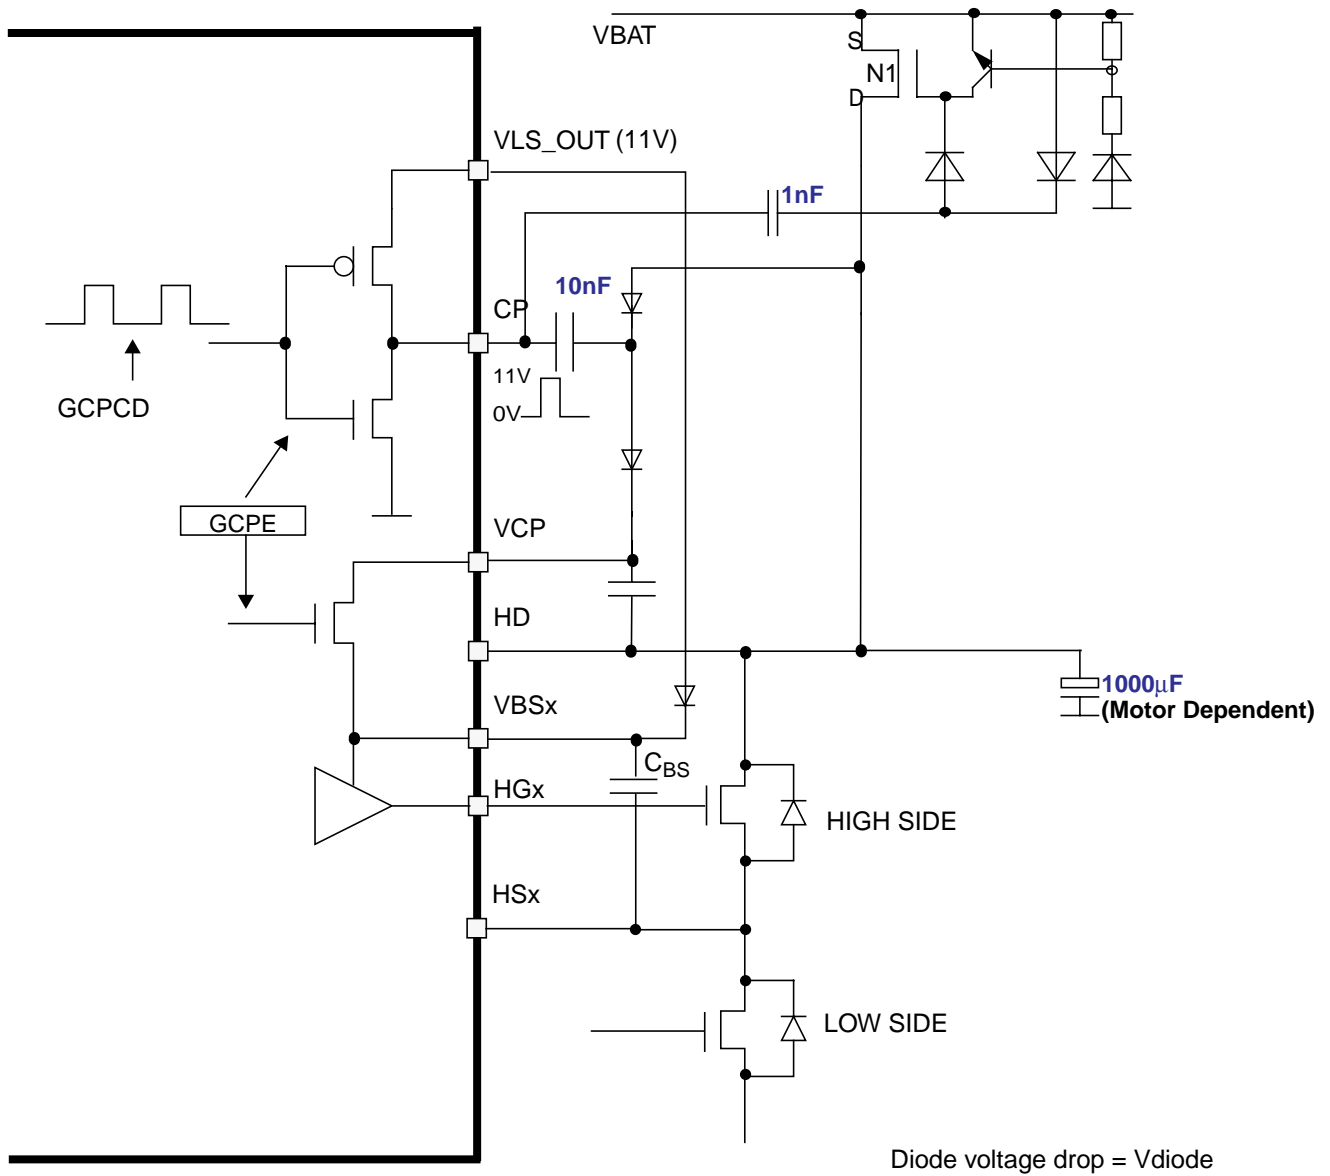 VBAT
S
N1
D
VLS_OUT (11V)
1nF
10nF
CP
11V
0V
GCPCD
GCPE
VCP
HD
1000µF
(Motor Dependent)
VBSx
CBS
HGx
HIGH SIDE
HSx
LOW SIDE
Diode voltage drop = Vdiode